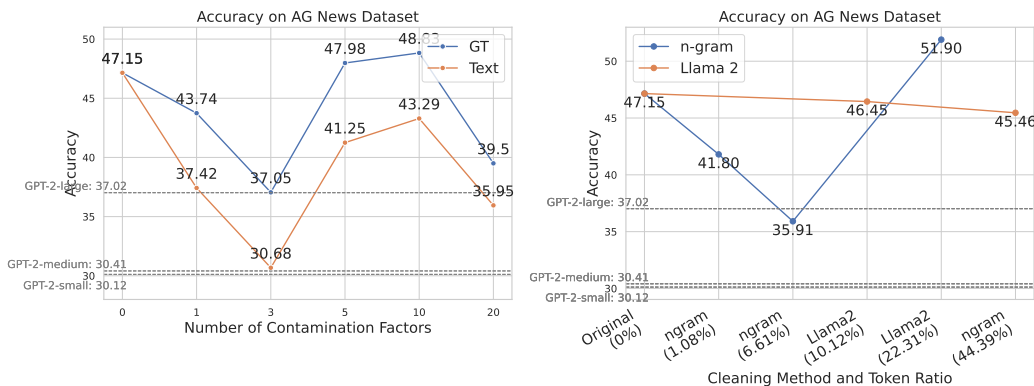 Accuracy on AG News Dataset
50
45
40
35
30
Accuracy
GT
Text
47.15
43.74
37.42
37.05
30.68
47.98
41.25
48.83
43.29
39.5
35.95
GPT-2-large: 37.02
GPT-2-medium: 30.41
GPT-2-small: 30.12
0
1
3
5
10
20
Number of Contamination Factors
Accuracy on AG News Dataset
50
45
40
35
30
Accuracy
n-gram
Llama 2
47.15
41.80
35.91
46.45
51.90
45.46
GPT-2-large: 37.02
GPT-2-medium: 30.41
GPT-2-small: 30.12
Original
(0%)
ngram
(1.08%)
ngram
(6.61%)
Llama2
(10.12%)
Llama2
(22.31%)
ngram
(44.39%)
Cleaning Method and Token Ratio